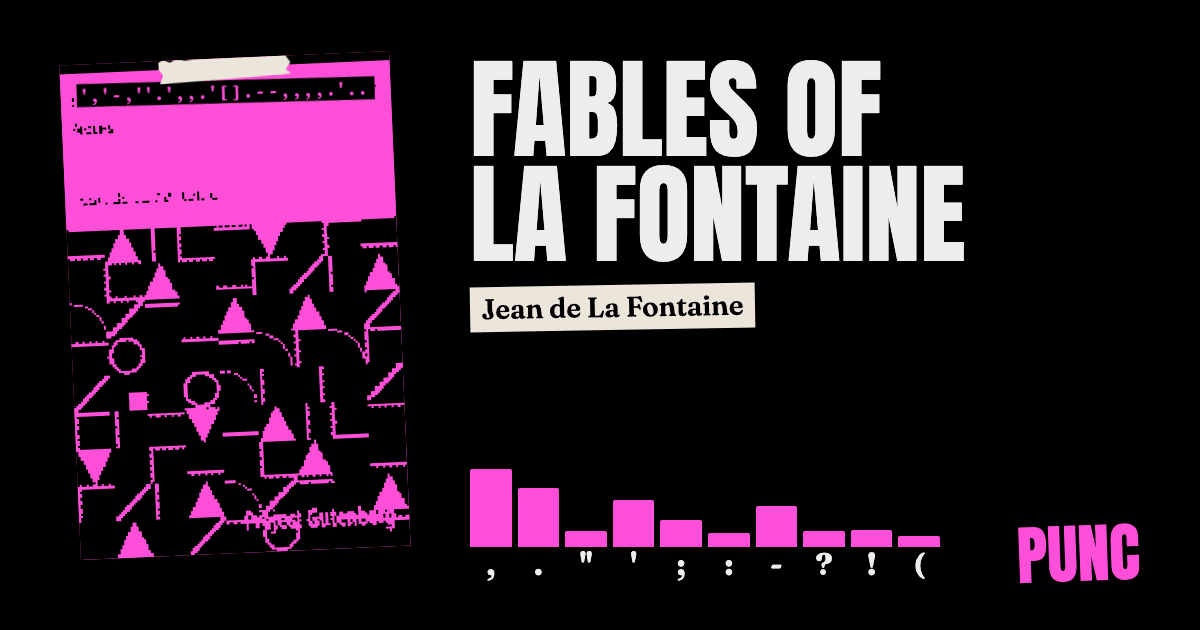 FABLES OF
LA FONTAINE
Jean de La Fontaine
Project Gutenberg
, . " ' ; : - ? ! (
PUNC